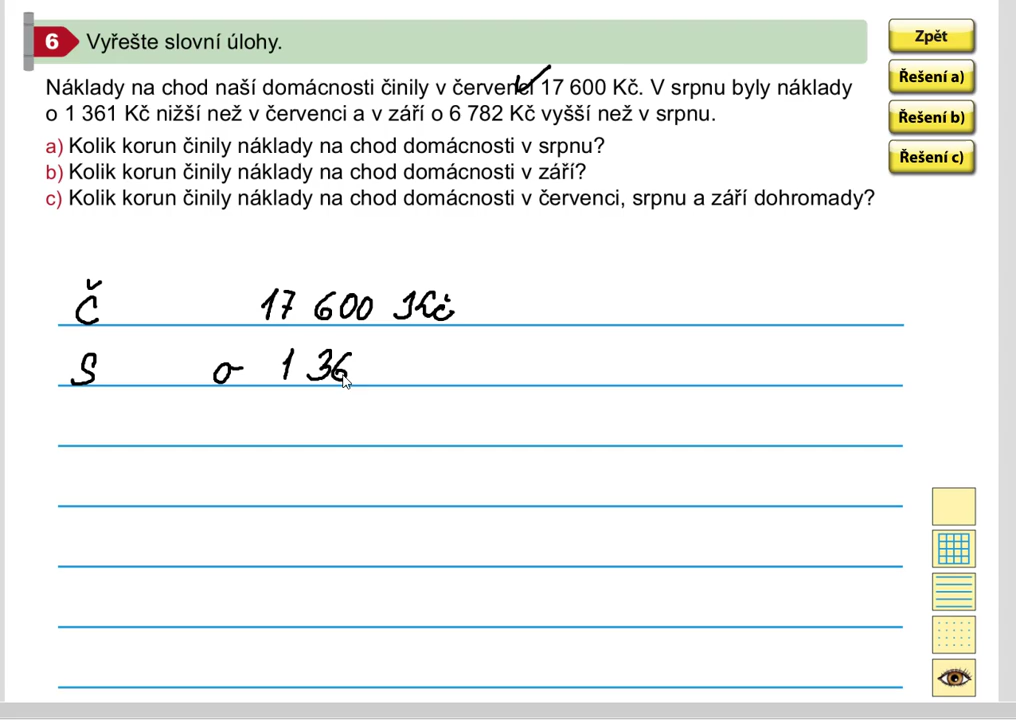 6 Vyřešte slovní úlohy.
Zpět
Náklady na chod naší domácnosti činily v červenci 17 600 Kč. V srpnu byly náklady
Řešení a)
o 1 361 Kč nižší než v červenci a v září o 6 782 Kč vyšší než v srpnu.
Řešení b)
a) Kolik korun činily náklady na chod domácnosti v srpnu?
Řešení c)
b) Kolik korun činily náklady na chod domácnosti v září?
c) Kolik korun činily náklady na chod domácnosti v červenci, srpnu a září dohromady?
Č 17 600 Kč
S o 1 36